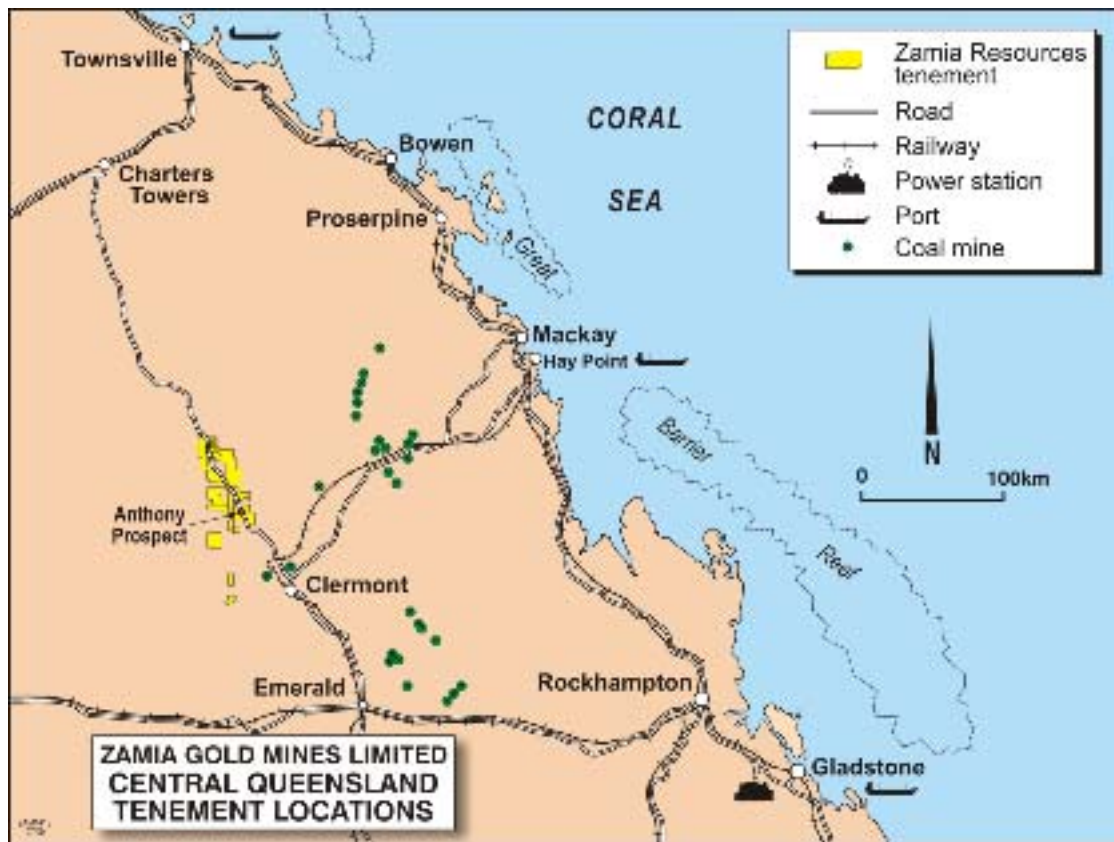 Townsville
Charters
Towers
Bowen
Proserpine
CORAL
SEA
Great
Mackay
Hay Point
Barrier
Reef
Anthony
Prospect
Clermont
Emerald
Rockhampton
Gladstone
Zamia Resources
tenement
Road
Railway
Power station
Port
Coal mine
N
0 100km
ZAMIA GOLD MINES LIMITED
CENTRAL QUEENSLAND
TENEMENT LOCATIONS